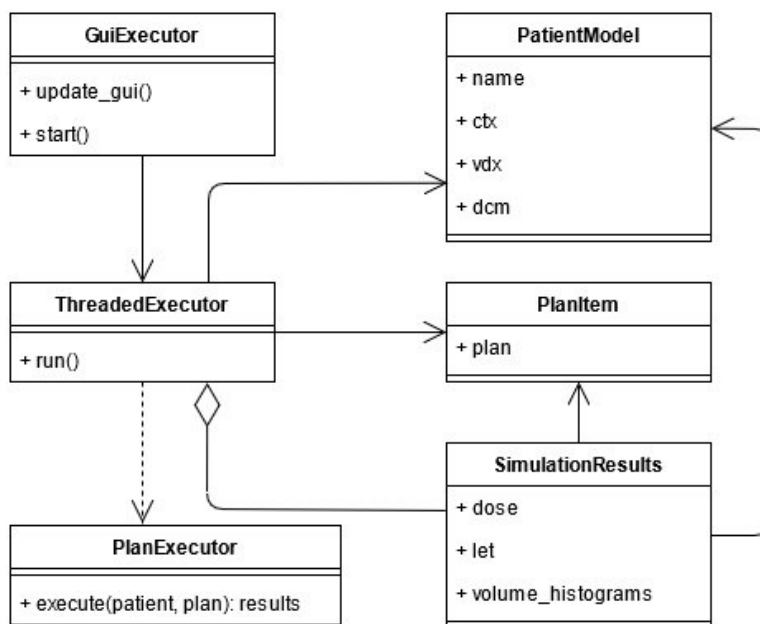 GuiExecutor
+ update_gui()
+ start()
PatientModel
+ name
+ ctx
+ vdx
+ dcm
ThreadedExecutor
+ run()
PlanItem
+ plan
SimulationResults
+ dose
+ let
+ volume_histograms
PlanExecutor
+ execute(patient, plan): results